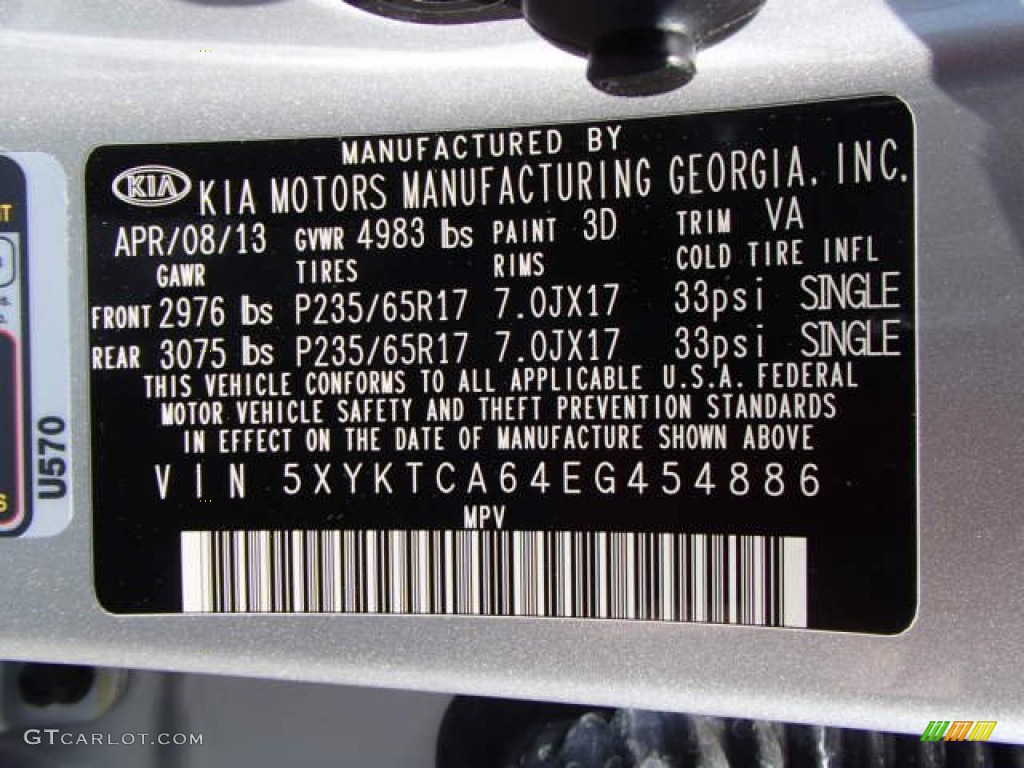 MANUFACTURED BY
KIA KIA MOTORS MANUFACTURING GEORGIA, INC.
APR/08/13 GVWR 4983 lbs PAINT 3D TRIM VA
GAWR TIRES RIMS COLD TIRE INFL
FRONT 2976 lbs P235/65R17 7.0JX17 33psi SINGLE
REAR 3075 lbs P235/65R17 7.0JX17 33psi SINGLE
THIS VEHICLE CONFORMS TO ALL APPLICABLE U.S.A. FEDERAL
MOTOR VEHICLE SAFETY AND THEFT PREVENTION STANDARDS
IN EFFECT ON THE DATE OF MANUFACTURE SHOWN ABOVE
VIN 5XYKTCA64EG454886
MPV
U570
GTCARLOT.COM